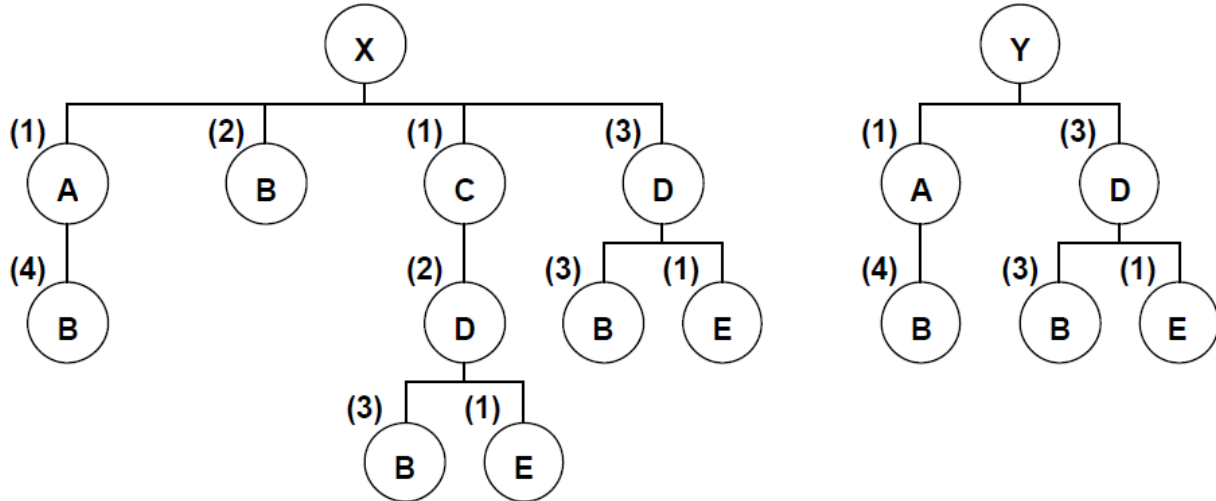 X Y
(1) (2) (1) (3) (1) (3)
A B C D A D
(4) (2) (3) (1) (4) (3) (1)
B D B E B B E
(3) (1)
B E